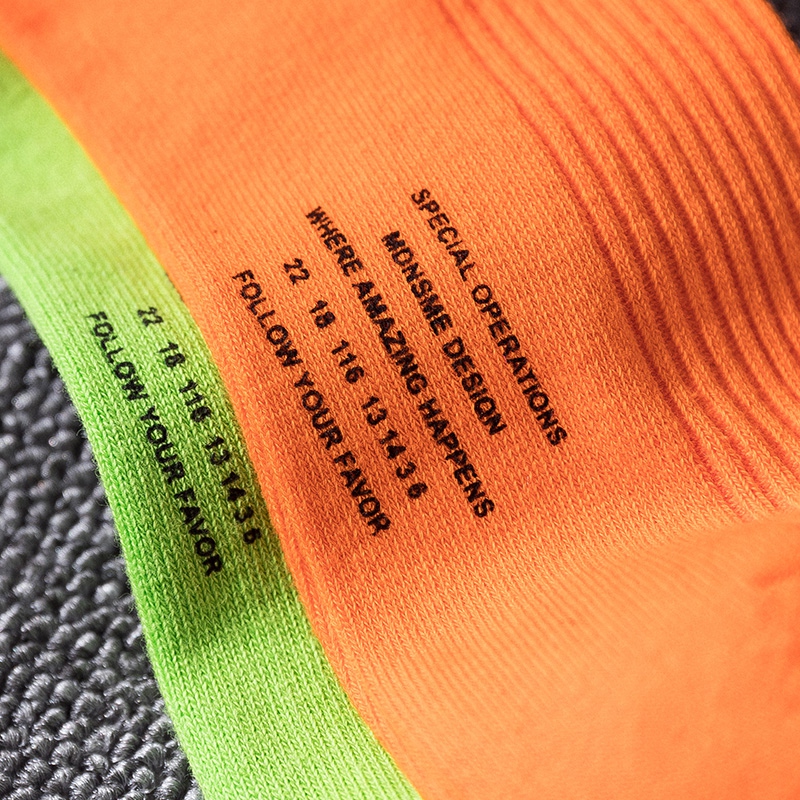 SPECIAL OPERATIONS
MDNSME DESIGN
WHERE AMAZING HAPPENS
22 18 116 13 14 3 6
FOLLOW YOUR FAVOR
22 18 116 13 14 3 6
FOLLOW YOUR FAVOR